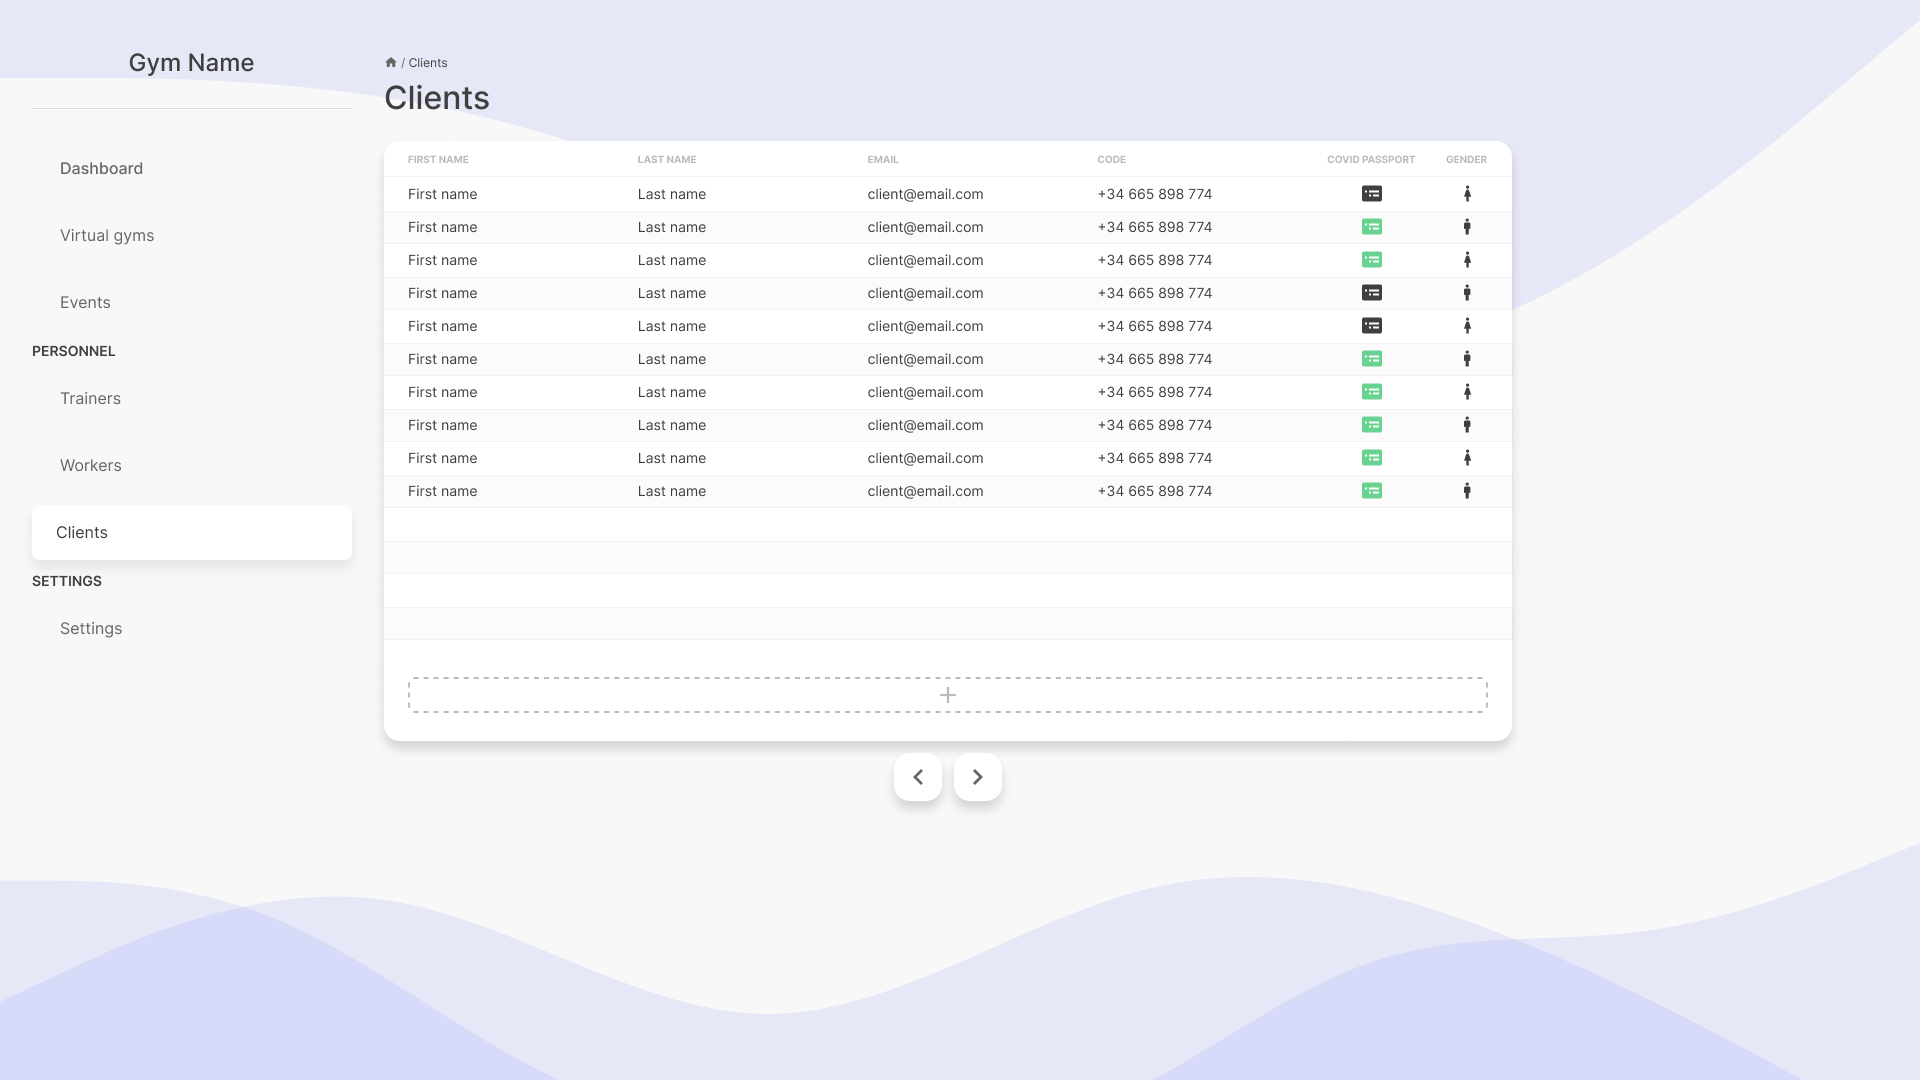 Gym Name
Dashboard
Virtual gyms
Events
PERSONNEL
Trainers
Workers
Clients
SETTINGS
Settings
/ Clients
Clients
FIRST NAME LAST NAME EMAIL CODE COVID PASSPORT GENDER
First name Last name client@email.com +34 665 898 774
First name Last name client@email.com +34 665 898 774
First name Last name client@email.com +34 665 898 774
First name Last name client@email.com +34 665 898 774
First name Last name client@email.com +34 665 898 774
First name Last name client@email.com +34 665 898 774
First name Last name client@email.com +34 665 898 774
First name Last name client@email.com +34 665 898 774
First name Last name client@email.com +34 665 898 774
First name Last name client@email.com +34 665 898 774